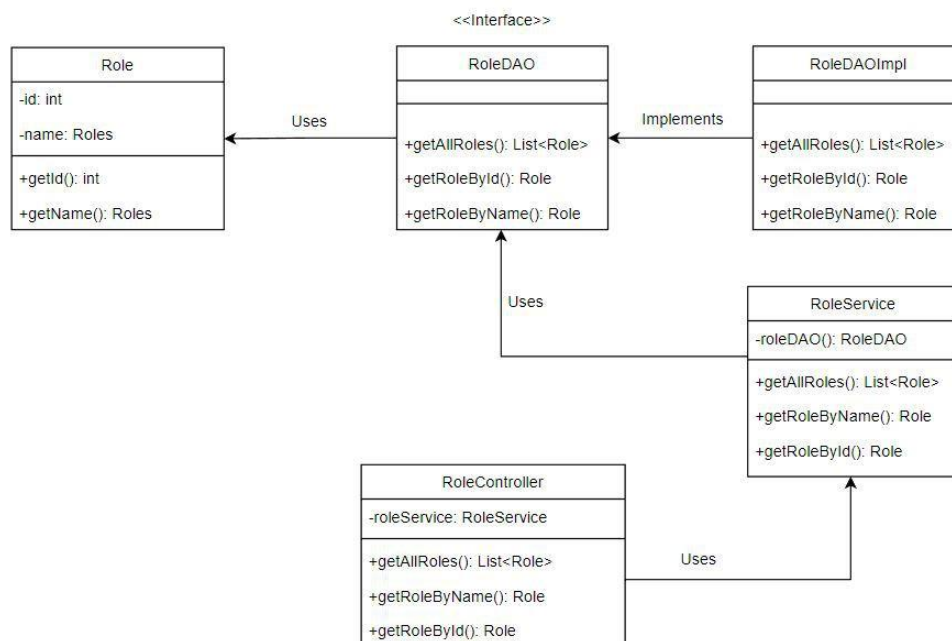 <<Interface>>
Role
-id: int
-name: Roles
+getId(): int
+getName(): Roles
Uses
RoleDAO
+getAllRoles(): List<Role>
+getRoleById(): Role
+getRoleByName(): Role
Implements
RoleDAOImpl
+getAllRoles(): List<Role>
+getRoleById(): Role
+getRoleByName(): Role
Uses
RoleService
-roleDAO(): RoleDAO
+getAllRoles(): List<Role>
+getRoleByName(): Role
+getRoleById(): Role
RoleController
-roleService: RoleService
+getAllRoles(): List<Role>
+getRoleByName(): Role
+getRoleById(): Role
Uses